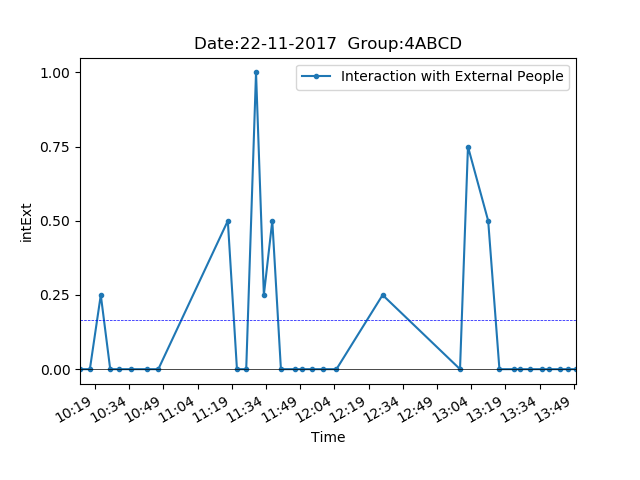 Date:22-11-2017  Group:4ABCD
Interaction with External People
1.00
0.75
0.50
0.25
0.00
intExt
10:19 10:34 10:49 11:04 11:19 11:34 11:49 12:04 12:19 12:34 12:49 13:04 13:19 13:34 13:49
Time